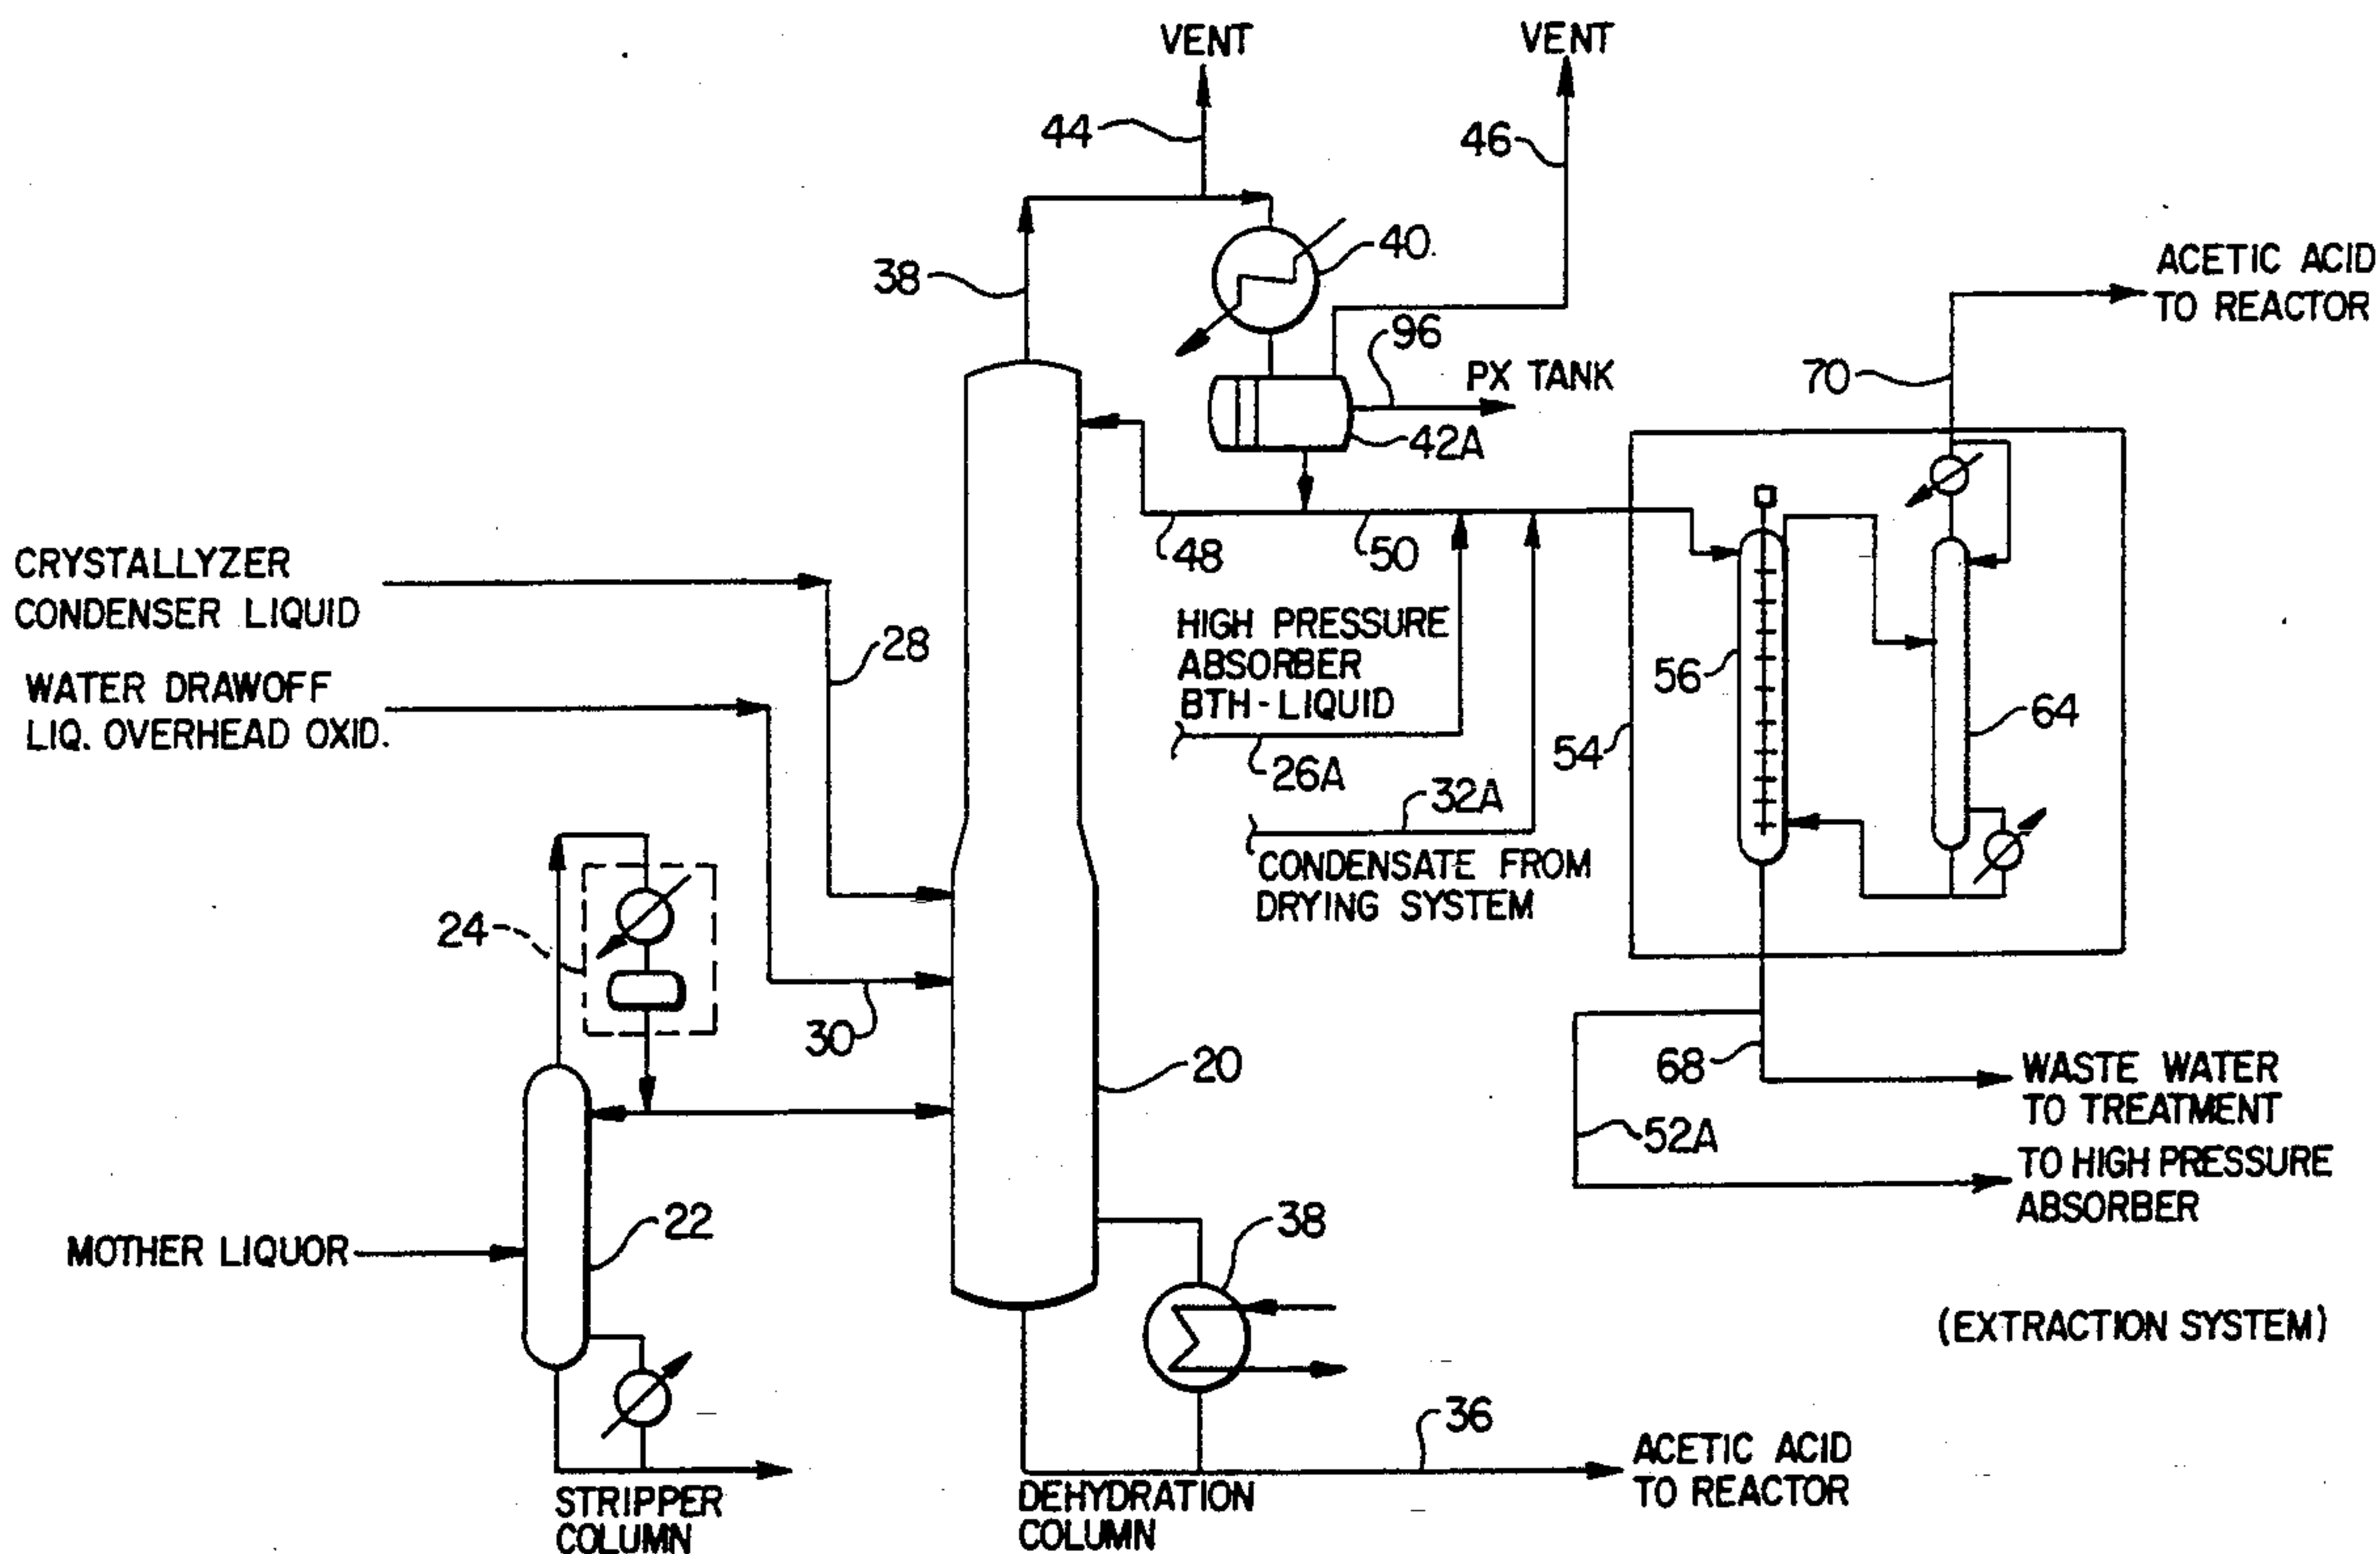 VENT
VENT
44
46
38
40
96
PX TANK
42A
ACETIC ACID
TO REACTOR
70
48
50
CRYSTALLYZER
CONDENSER LIQUID
28
WATER DRAWOFF
LIQ. OVERHEAD OXID.
HIGH PRESSURE
ABSORBER
BTH-LIQUID
26A
32A
CONDENSATE FROM
DRYING SYSTEM
54
56
64
24
30
20
68
WASTE WATER
TO TREATMENT
52A
TO HIGH PRESSURE
ABSORBER
MOTHER LIQUOR
22
38
(EXTRACTION SYSTEM)
36
ACETIC ACID
TO REACTOR
STRIPPER
COLUMN
DEHYDRATION
COLUMN